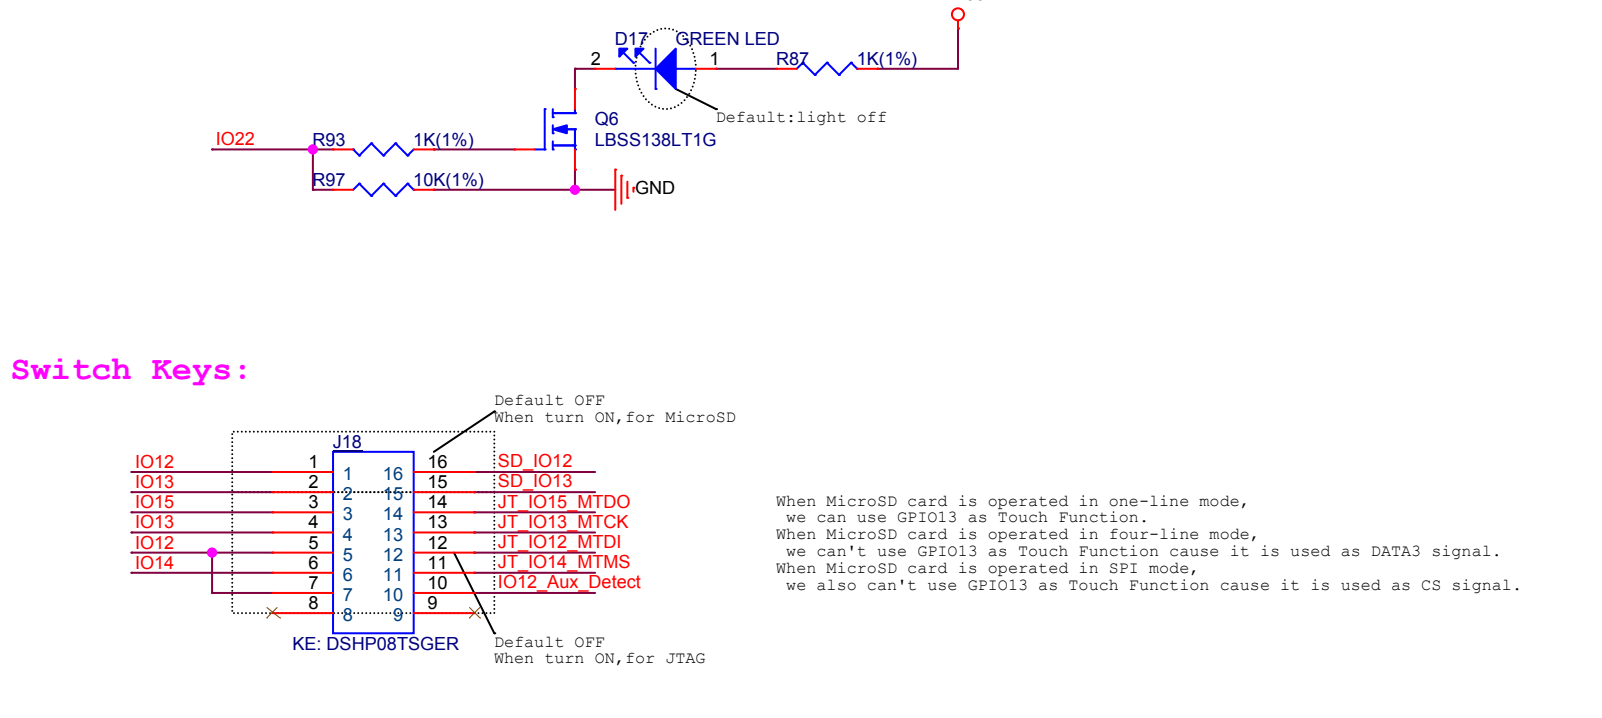 D17 GREEN LED
2 1 R87 1K(1%)
Default:light off
Q6
LBSS138LT1G
IO22 R93 1K(1%)
R97 10K(1%) GND
Switch Keys:
Default OFF
When turn ON,for MicroSD
J18
IO12 1 1 16 16 SD_IO12
IO13 2 2 15 15 SD_IO13
IO15 3 3 14 14 JT_IO15_MTDO
IO13 4 4 13 13 JT_IO13_MTCK
IO12 5 5 12 12 JT_IO12_MTDI
IO14 6 6 11 11 JT_IO14_MTMS
7 7 10 10 IO12_Aux_Detect
8 8 9 9
KE: DSHP08TSGER
Default OFF
When turn ON,for JTAG
When MicroSD card is operated in one-line mode,
we can use GPIO13 as Touch Function.
When MicroSD card is operated in four-line mode,
we can't use GPIO13 as Touch Function cause it is used as DATA3 signal.
When MicroSD card is operated in SPI mode,
we also can't use GPIO13 as Touch Function cause it is used as CS signal.